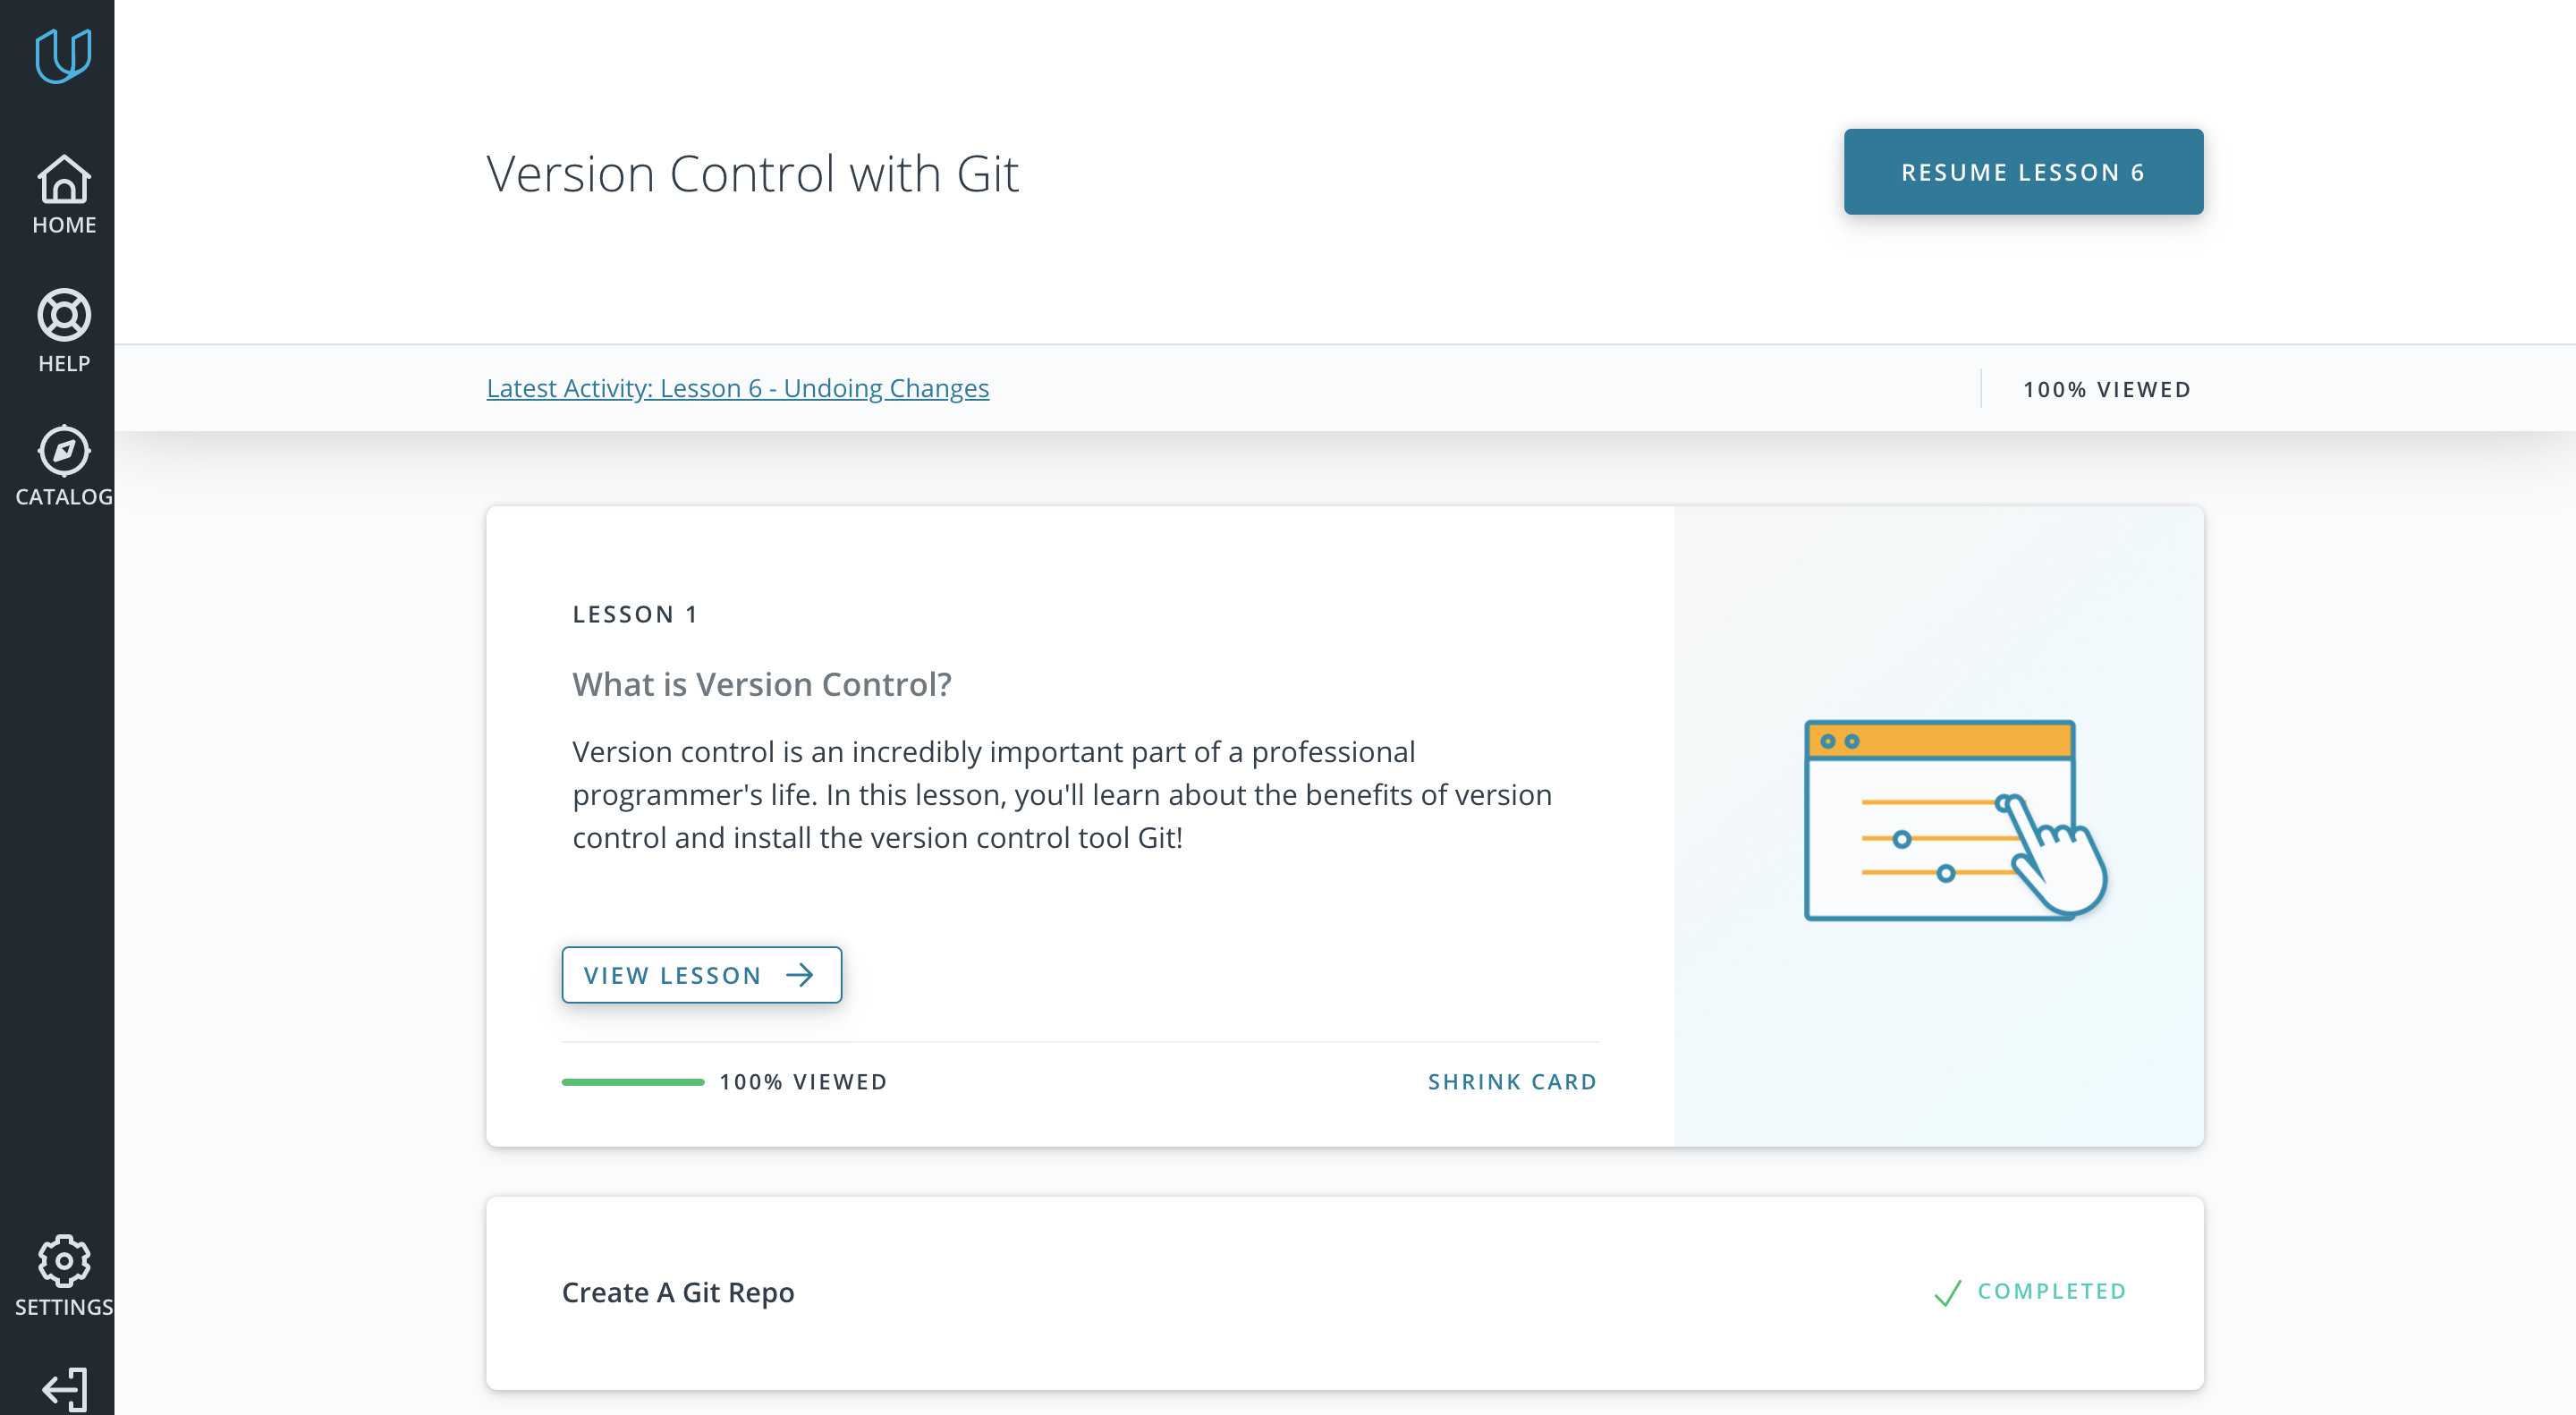 HOME
HELP
CATALOG
SETTINGS
Version Control with Git
RESUME LESSON 6
Latest Activity: Lesson 6 - Undoing Changes
100% VIEWED
LESSON 1
What is Version Control?
Version control is an incredibly important part of a professional
programmer's life. In this lesson, you'll learn about the benefits of version
control and install the version control tool Git!
VIEW LESSON
100% VIEWED
SHRINK CARD
Create A Git Repo
COMPLETED